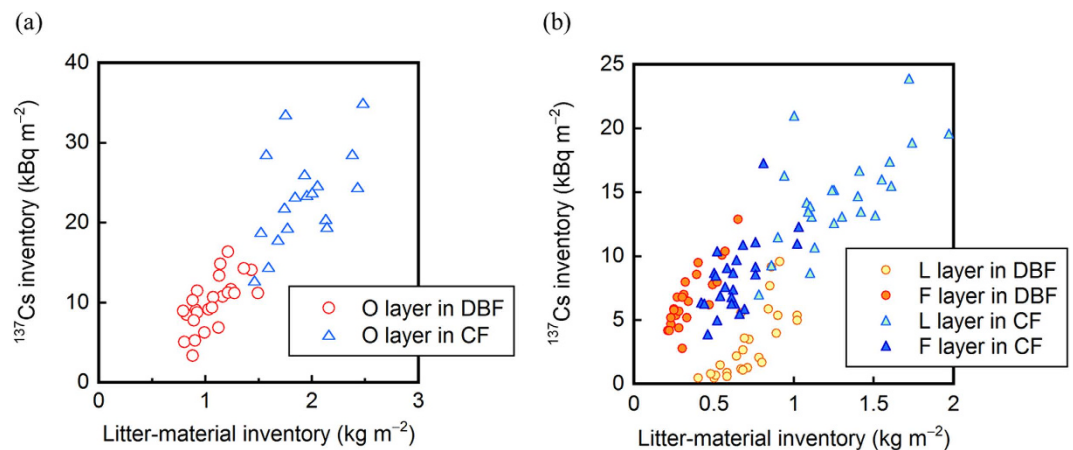 (a)
40
30
20
10
0
0
1
2
3
¹³⁷Cs inventory (kBq m⁻²)
Litter-material inventory (kg m⁻²)
O layer in DBF
O layer in CF
(b)
25
20
15
10
5
0
0
0.5
1
1.5
2
¹³⁷Cs inventory (kBq m⁻²)
Litter-material inventory (kg m⁻²)
L layer in DBF
F layer in DBF
L layer in CF
F layer in CF